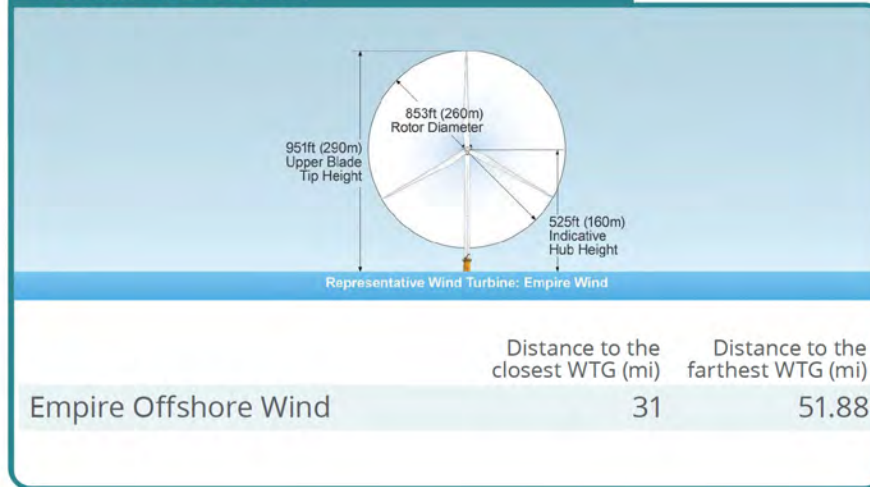 853ft (260m)
Rotor Diameter
951ft (290m)
Upper Blade
Tip Height
525ft (160m)
Indicative
Hub Height
Representative Wind Turbine: Empire Wind
Distance to the closest WTG (mi)
Distance to the farthest WTG (mi)
Empire Offshore Wind 31 51.88